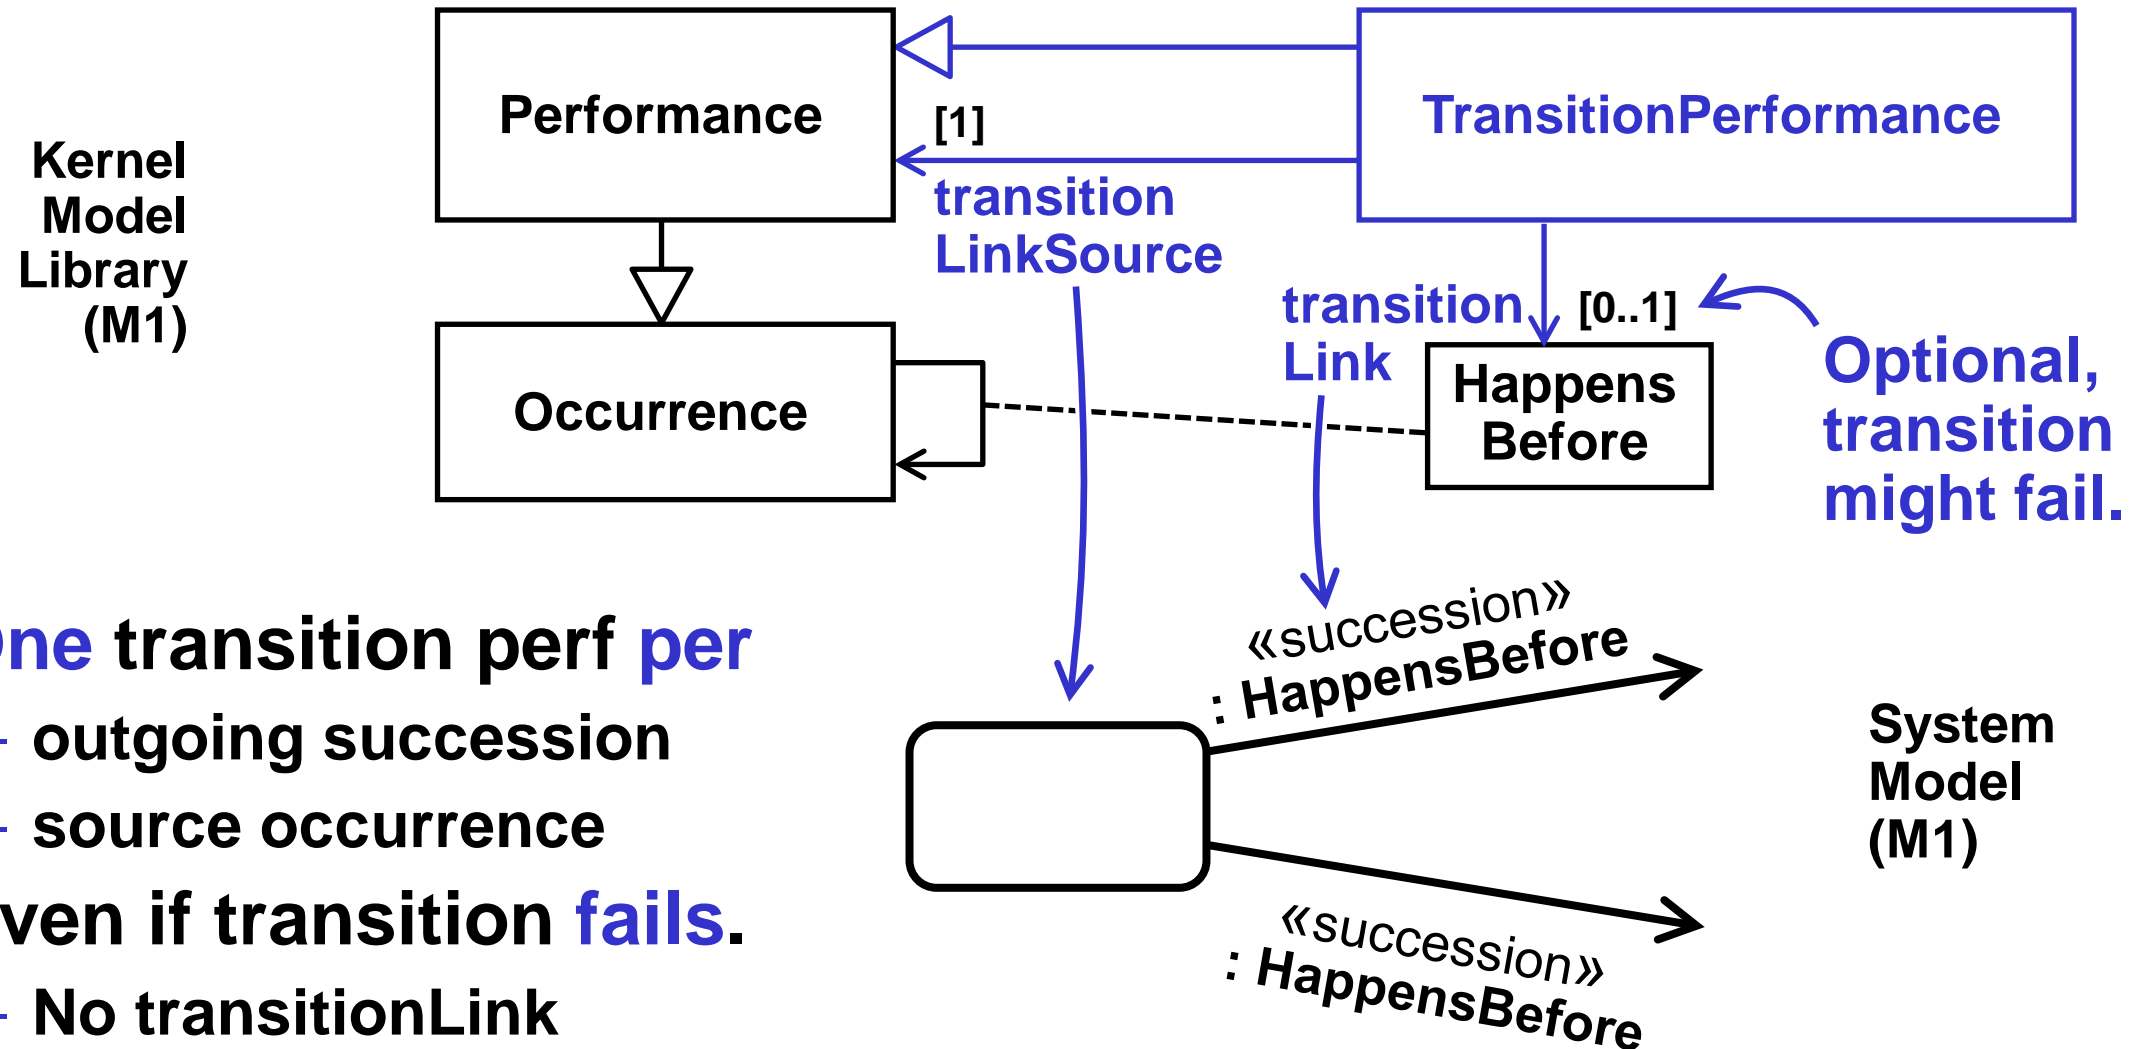 Performance
TransitionPerformance
[1]
Kernel
Model
Library
(M1)
transition
LinkSource
transition
Link
[0..1]
Occurrence
Happens
Before
Optional,
transition
might fail.
«succession»
: HappensBefore
ne transition perf per
– outgoing succession
– source occurrence
ven if transition fails.
– No transitionLink
System
Model
(M1)
«succession»
: HappensBefore